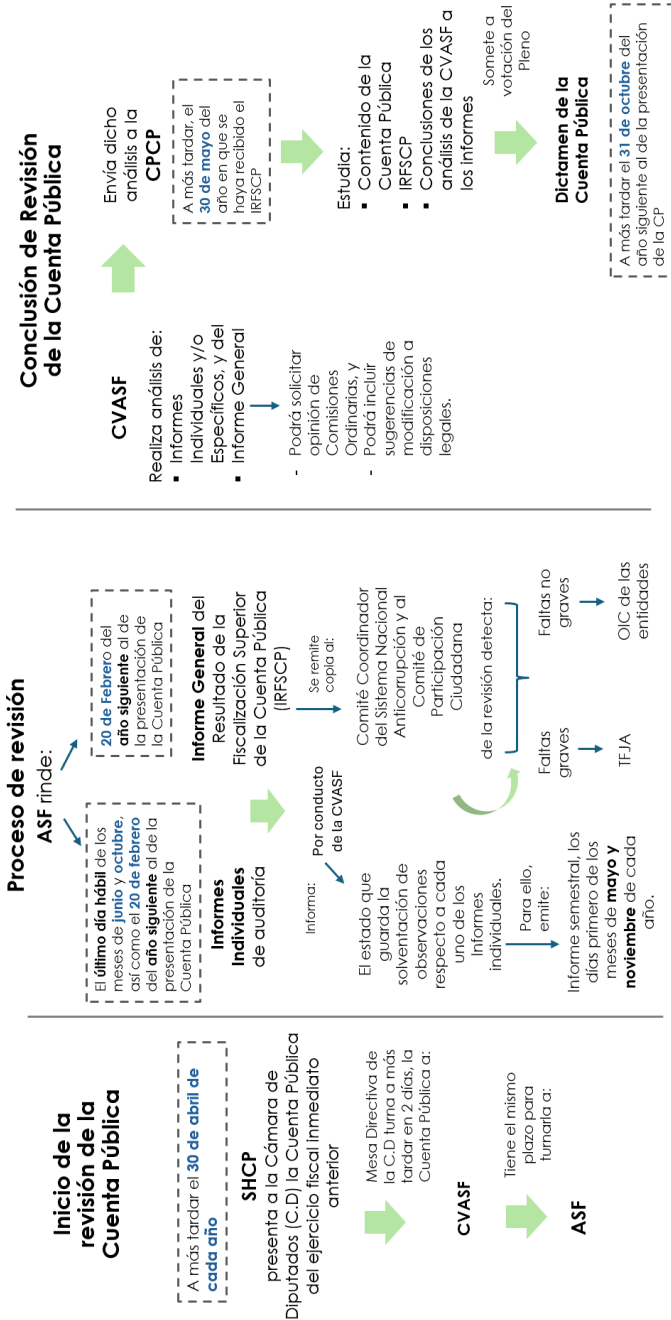 Inicio de la
revisión de la
Cuenta Pública
A más tardar el 30 de abril de
cada año
SHCP
presenta a la Cámara de
Diputados (C.D) la Cuenta Pública
del ejercicio fiscal inmediato
anterior
Mesa Directiva de
la C.D turna a más
tardar en 2 días, la
Cuenta Pública a:
CVASF
Tiene el mismo
plazo para
turnarla a:
ASF
Proceso de revisión
ASF rinde:
El último día hábil de los
meses de junio y octubre,
así como el 20 de febrero
del año siguiente al de la
presentación de la
Cuenta Pública
Informes
Individuales
de auditoría
20 de Febrero del
año siguiente al de
la presentación de
la Cuenta Pública
Informe General del
Resultado de la
Fiscalización Superior
de la Cuenta Pública
(IRFSCP)
Informa:
Por conducto
de la CVASF
El estado que
guarda la
solventación de
observaciones
respecto a cada
uno de los
Informes
individuales.
Para ello,
emite:
Informe semestral, los
días primero de los
meses de mayo y
noviembre de cada
año.
Se remite
copia al:
Comité Coordinador
del Sistema Nacional
Anticorrupción y al
Comité de
Participación
Ciudadana
de la revisión detecta:
Faltas
graves
TFJA
Faltas no
graves
OIC de las
entidades
Conclusión de Revisión
de la Cuenta Pública
CVASF
Realiza análisis de:
▪ Informes
Individuales y/o
Específicos, y del
▪ Informe General
- Podrá solicitar
opinión de
Comisiones
Ordinarias, y
- Podrá incluir
sugerencias de
modificación a
disposiciones
legales.
Envía dicho
análisis a la
CPCP
A más tardar, el
30 de mayo del
año en que se
haya recibido el
IRFSCP
Estudia:
▪ Contenido de la
Cuenta Pública
▪ IRFSCP
▪ Conclusiones de los
análisis de la CVASF a
los Informes
Somete a
votación del
Pleno
Dictamen de la
Cuenta Pública
A más tardar el 31 de octubre del
año siguiente al de la presentación
de la CP